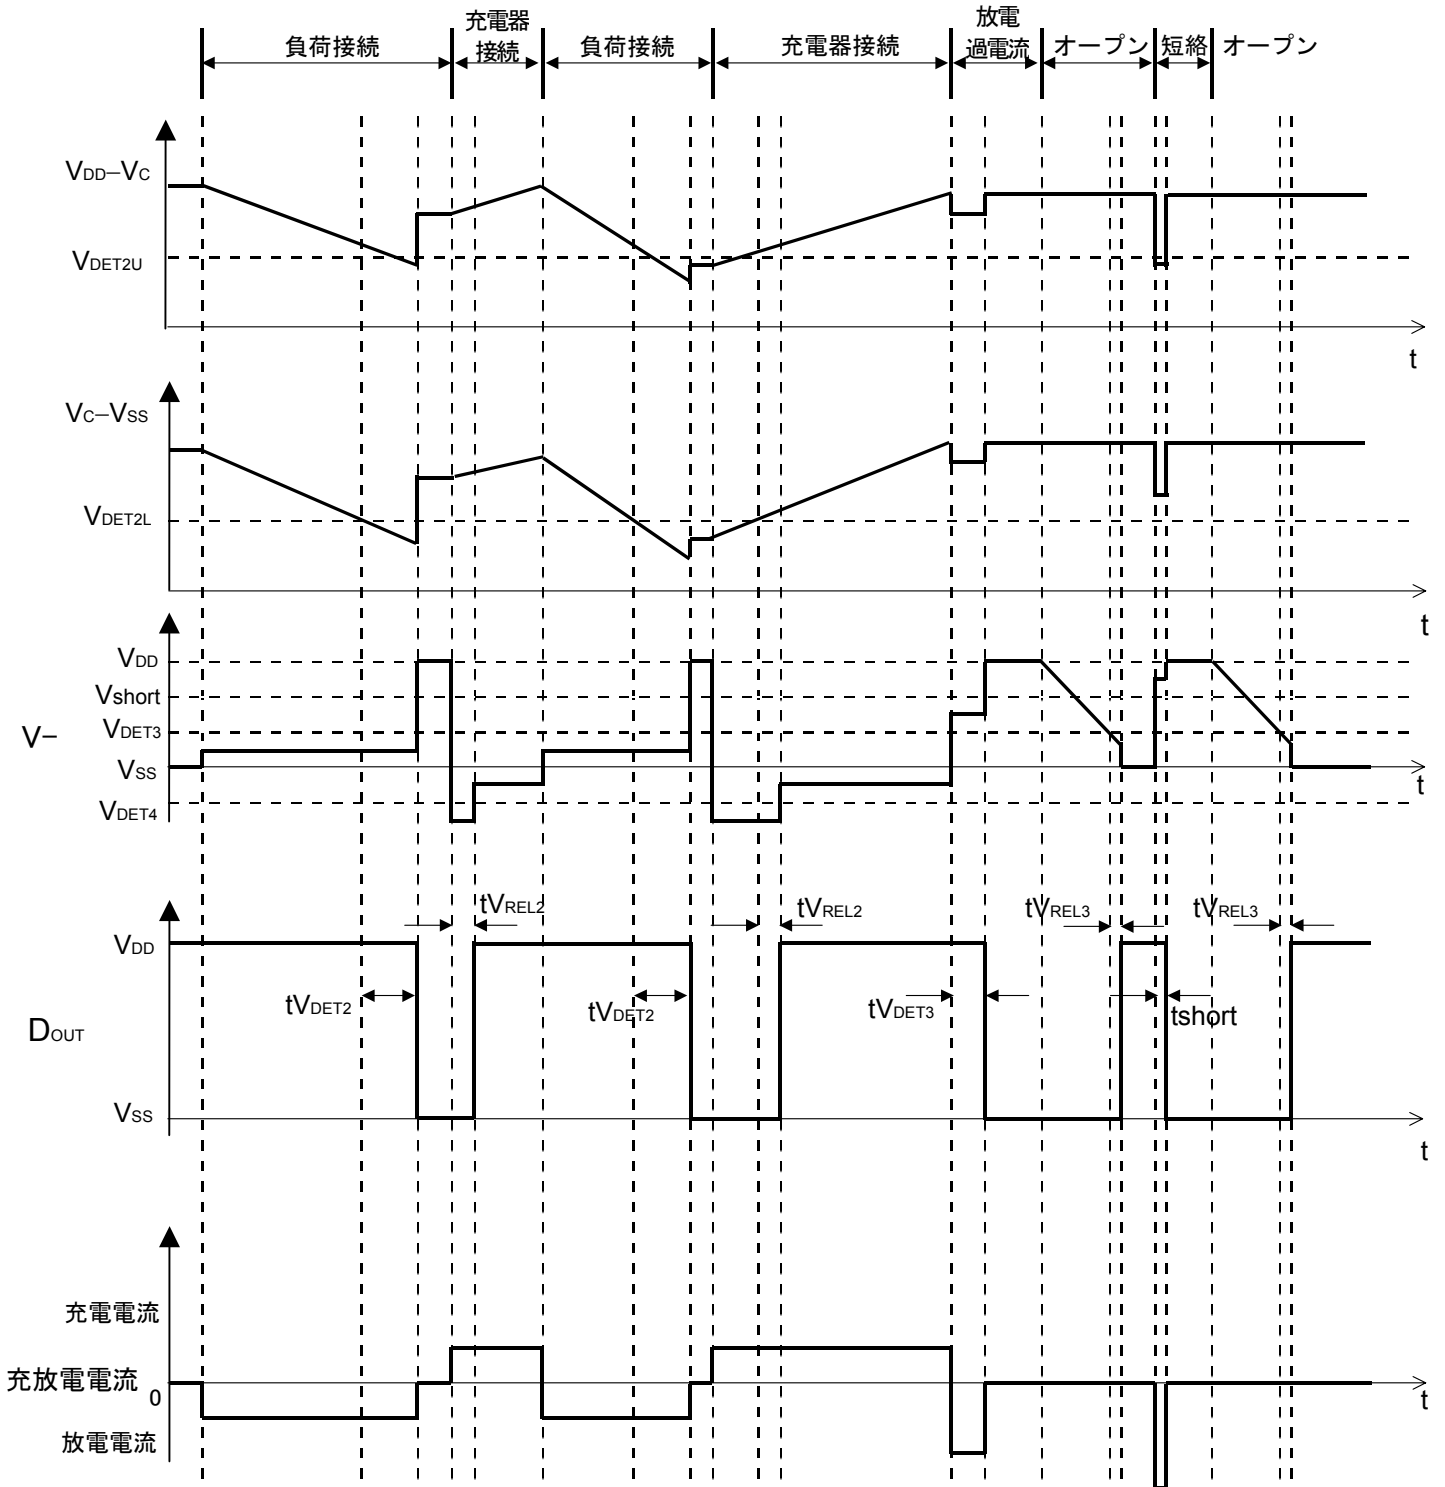 負荷接続
充電器
接続
負荷接続
充電器接続
放電
過電流
オープン
短絡
オープン
VDD–VC
VDET2U
t
VC–VSS
VDET2L
t
V–
VDD
Vshort
VDET3
VSS
VDET4
t
DOUT
VDD
VSS
tVREL2
tVREL2
tVREL3
tVREL3
tVDET2
tVDET2
tVDET3
tshort
t
充電電流
充放電電流
0
放電電流
t